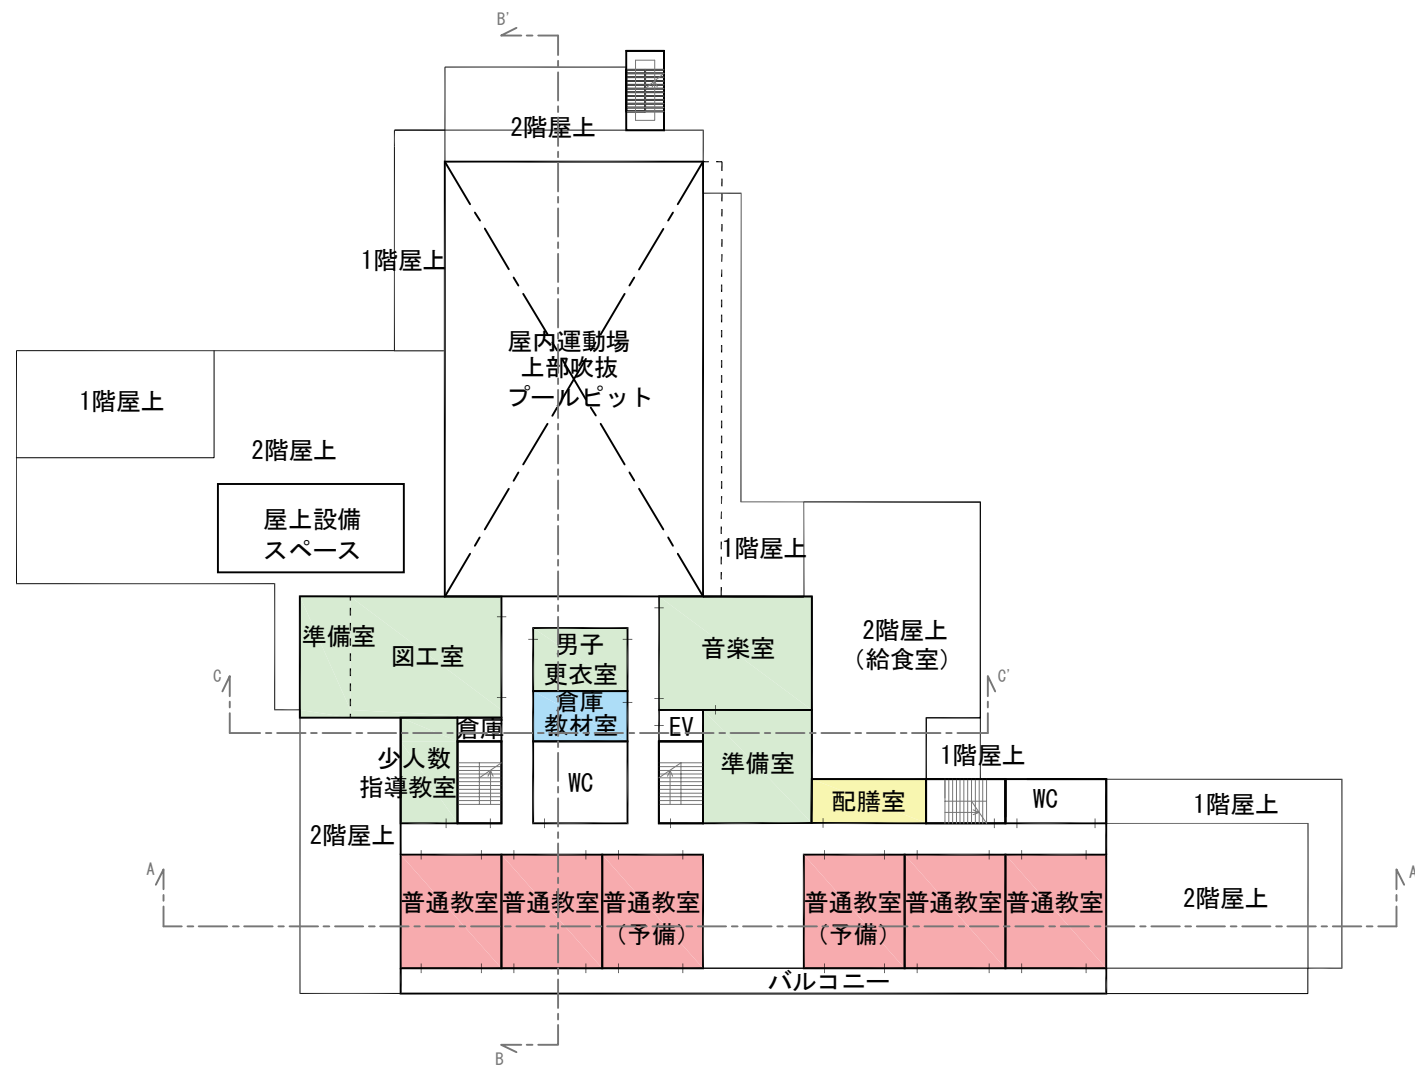 B'
2階屋上
1階屋上
屋内運動場
上部吹抜
プールピット
1階屋上
2階屋上
屋上設備
スペース
1階屋上
準備室
図工室
男子
更衣室
音楽室
2階屋上
(給食室)
C
C'
倉庫
教材室
倉庫
EV
少人数
指導教室
WC
準備室
1階屋上
配膳室
WC
1階屋上
2階屋上
A
A'
普通教室
普通教室
普通教室
(予備)
普通教室
(予備)
普通教室
普通教室
2階屋上
バルコニー
B